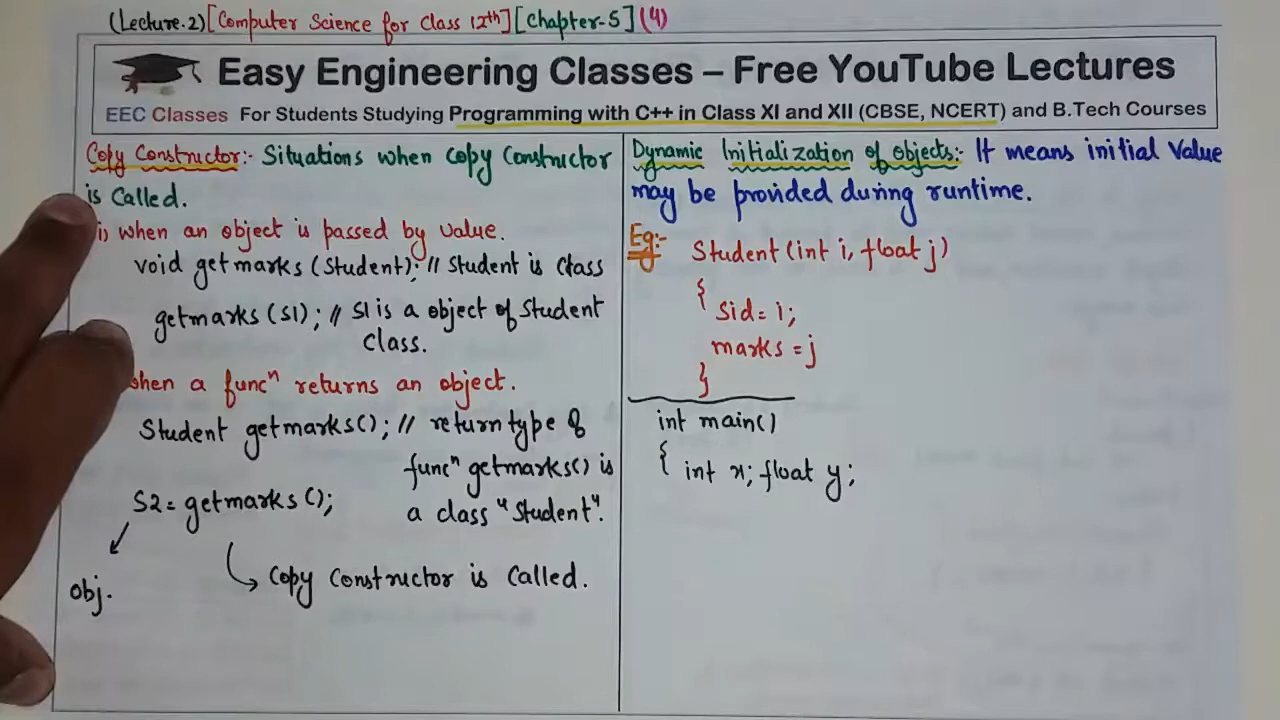 (Lecture.2)[Computer Science for Class 12th][Chapter-5](4)
Easy Engineering Classes – Free YouTube Lectures
EEC Classes For Students Studying Programming with C++ in Class XI and XII (CBSE, NCERT) and B.Tech Courses
Copy Constructor:- Situations when copy Constructor
is Called.
when an object is passed by value.
void getmarks (Student); // Student is class
getmarks (S1); // S1 is a object of Student
class.
when a funcn returns an object.
Student getmarks(); // return type of
funcn getmarks() is
a class "Student".
S2 = getmarks();
Obj.
Copy Constructor is Called.
Dynamic Initialization of objects:- It means initial value
may be provided during runtime.
Eg:- Student (int i, float j)
{
Sid = i;
marks = j
}
int main()
{ int x; float y;